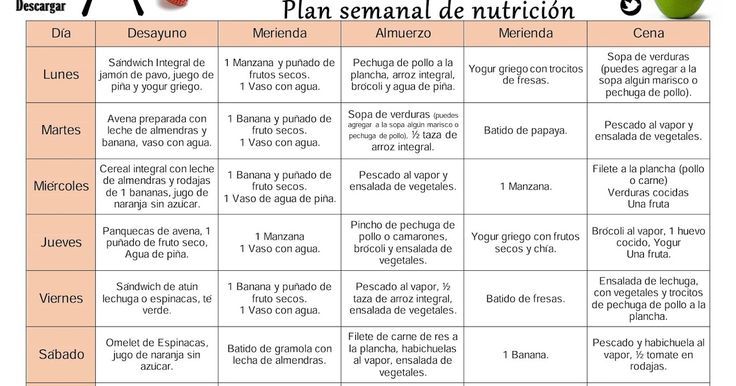 Descargar
Plan semanal de nutrición
Día Desayuno Merienda Almuerzo Merienda Cena
Lunes
Sándwich Integral de
jamón de pavo, juego de
piña y yogur griego.
1 Manzana y puñado de
frutos secos.
1 Vaso con agua.
Pechuga de pollo a la
plancha, arroz integral,
brócoli y agua de piña.
Yogur griego con trocitos
de fresas.
Sopa de verduras
(puedes agregar a la
sopa algún marisco o
pechuga de pollo).
Martes
Avena preparada con
leche de almendras y
banana, vaso con agua.
1 Banana y puñado de
fruto secos.
1 Vaso con agua.
Sopa de verduras (puedes
agregar a la sopa algún marisco o
pechuga de pollo), ½ taza de
arroz integral.
Batido de papaya.
Pescado al vapor y
ensalada de vegetales.
Miércoles
Cereal integral con leche
de almendras y rodajas
de 1 bananas, jugo de
naranja sin azúcar.
1 Banana y puñado de
fruto secos.
1 Vaso de agua de piña.
Pescado al vapor y
ensalada de vegetales.
1 Manzana.
Filete a la plancha (pollo
o carne)
Verduras cocidas
Una fruta
Jueves
Panquecas de avena, 1
puñado de fruto seco,
Agua de piña.
1 Manzana
1 Vaso con agua.
Pincho de pechuga de
pollo o camarones,
brócoli y ensalada de
vegetales.
Yogur griego con frutos
secos y chía.
Brócoli al vapor, 1 huevo
cocido, Yogur
Una fruta.
Viernes
Sándwich de atún
lechuga o espinacas, té
verde.
1 Banana y puñado de
fruto secos.
1 Vaso con agua.
Pescado al vapor, ½
taza de arroz integral,
ensalada de vegetales.
Batido de fresas.
Ensalada de lechuga,
con vegetales y trocitos
de pechuga de pollo a la
plancha.
Sábado
Omelet de Espinacas,
jugo de naranja sin
azúcar.
Batido de gramola con
leche de almendras.
Filete de carne de res a
la plancha, habichuelas
al vapor, ensalada de
vegetales.
1 Banana.
Pescado y habichuela al
vapor, ½ tomate en
rodajas.